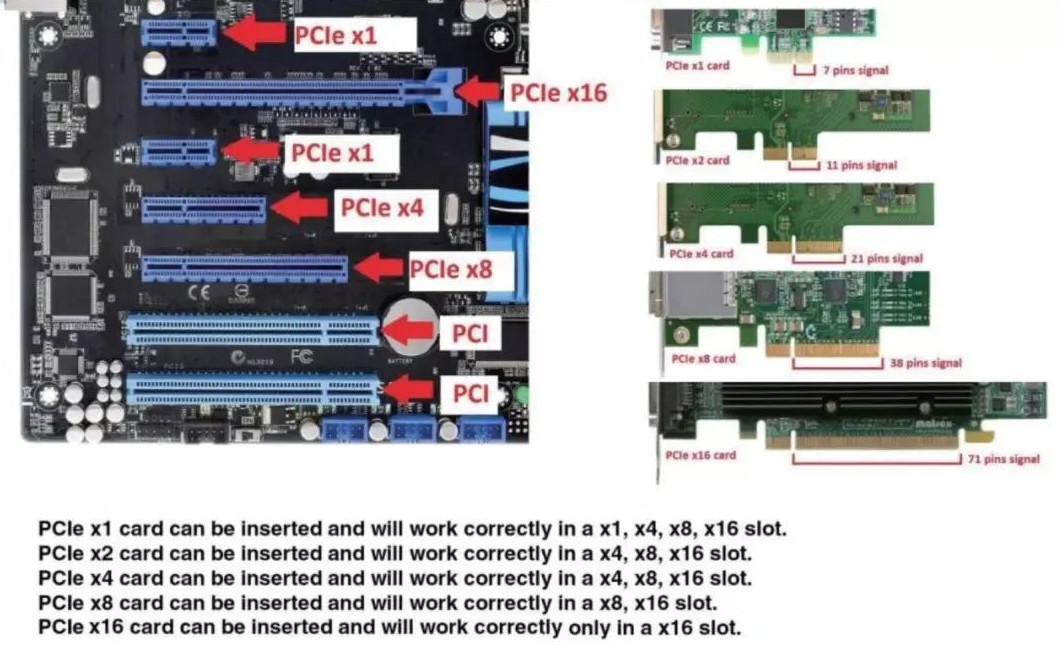 PCIe x1
PCIe x16
PCIe x1
PCIe x4
PCIe x8
CE
FC
BATTERY
PCI
PCI
CE FC
PCIe x1 card
7 pins signal
PCIe x2 card
11 pins signal
PCIe x4 card
21 pins signal
PCIe x8 card
38 pins signal
matrox
PCIe x16 card
71 pins signal
PCIe x1 card can be inserted and will work correctly in a x1, x4, x8, x16 slot.
PCIe x2 card can be inserted and will work correctly in a x4, x8, x16 slot.
PCIe x4 card can be inserted and will work correctly in a x4, x8, x16 slot.
PCIe x8 card can be inserted and will work correctly in a x8, x16 slot.
PCIe x16 card can be inserted and will work correctly only in a x16 slot.